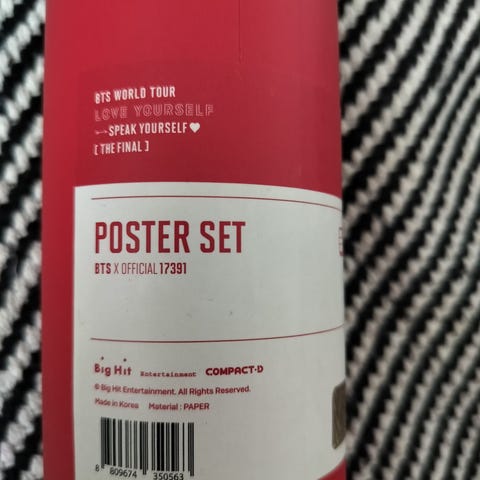 BTS WORLD TOUR
LOVE YOURSELF
SPEAK YOURSELF♥
[ THE FINAL ]
POSTER SET
BTS X OFFICIAL 17391
Big Hit Entertainment COMPACT·D
© Big Hit Entertainment. All Rights Reserved.
Made in Korea Material : PAPER
8 809674 350563